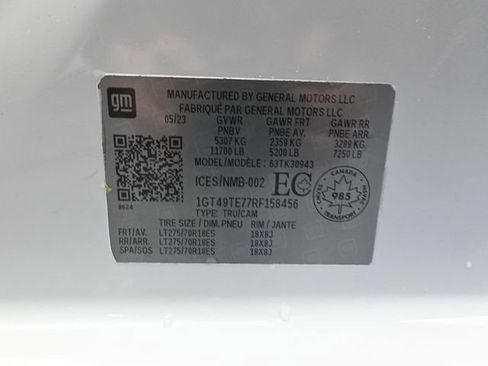 gm
MANUFACTURED BY GENERAL MOTORS LLC
FABRIQUÉ PAR GENERAL MOTORS LLC
05/23 GVWR GAWR FRT GAWR RR
PNBV PNBE AV. PNBE ARR.
5307 KG 2359 KG 3289 KG
11700 LB 5200 LB 7250 LB
MODEL/MODÈLE: 63TK30943
ICES/NMB-002 EC CANADA 985
1GT49TE77RF158456
8624 TYPE: TRU/CAM
TIRE SIZE / DIM. PNEU RIM / JANTE
FRT/AV. LT275/70R18ES 18X8J
RR/ARR. LT275/70R18ES 18X8J
SPA/SOS LT275/70R18ES 18X8J